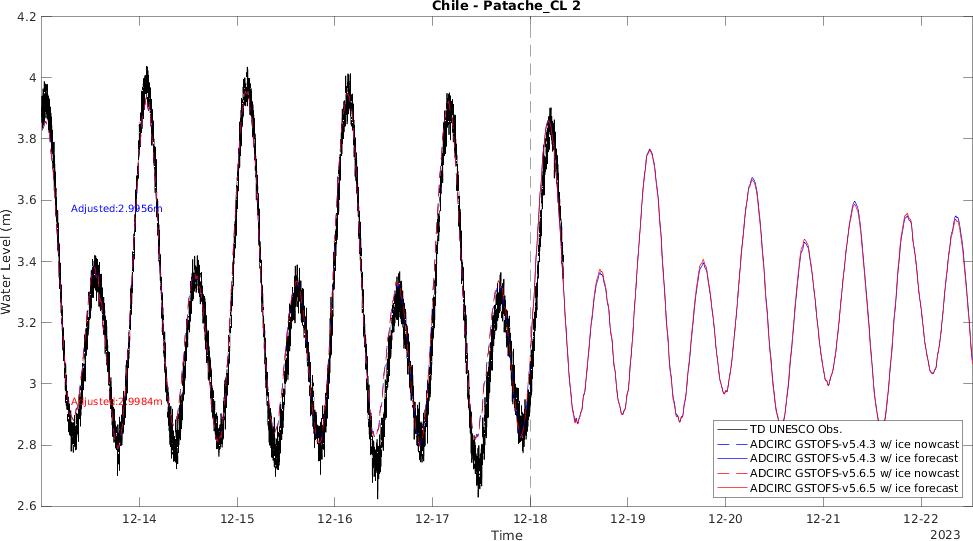 Chile - Patache_CL 2
4.2
4
3.8
3.6
3.4
3.2
3
2.8
2.6
Water Level (m)
Adjusted:2.9956m
Adjusted:2.9984m
TD UNESCO Obs.
ADCIRC GSTOFS-v5.4.3 w/ ice nowcast
ADCIRC GSTOFS-v5.4.3 w/ ice forecast
ADCIRC GSTOFS-v5.6.5 w/ ice nowcast
ADCIRC GSTOFS-v5.6.5 w/ ice forecast
12-14 12-15 12-16 12-17 12-18 12-19 12-20 12-21 12-22
Time
2023